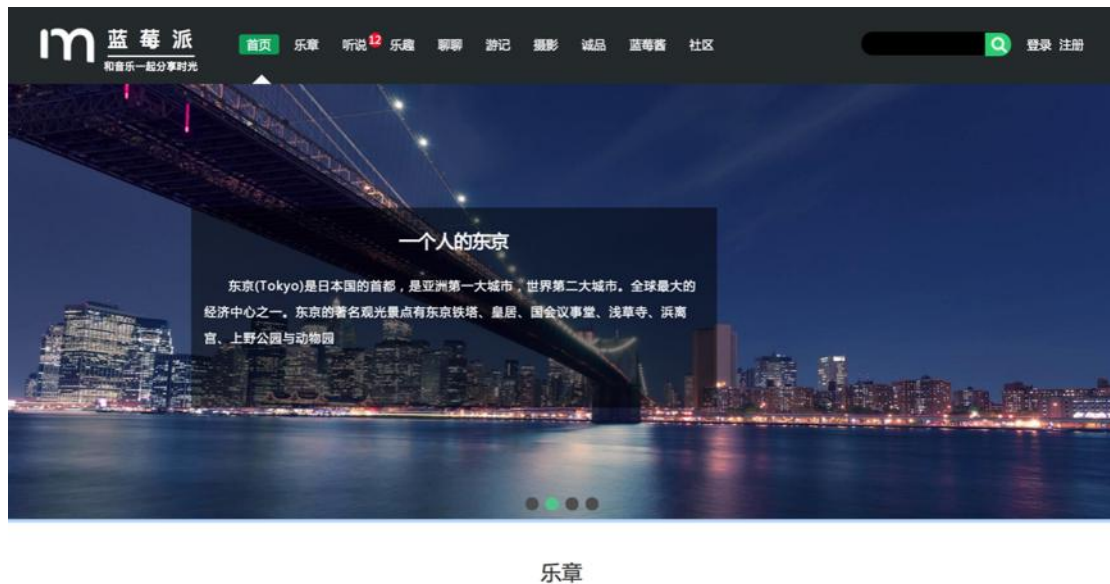 蓝莓派
和音乐一起分享时光
首页 乐章 听说 12 乐趣 聊聊 游记 摄影 诚品 蓝莓酱 社区
登录 注册
一个人的东京
东京(Tokyo)是日本国的首都，是亚洲第一大城市，世界第二大城市。全球最大的
经济中心之一。东京的著名观光景点有东京铁塔、皇居、国会议事堂、浅草寺、浜离
宫、上野公园与动物园
乐章